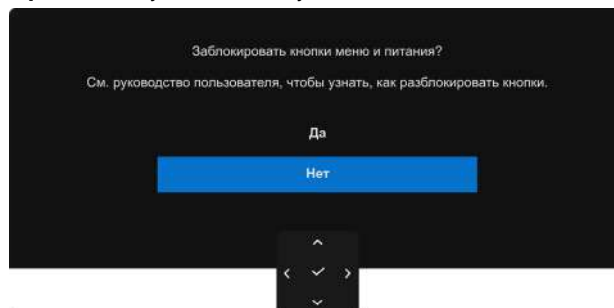 Заблокировать кнопки меню и питания?
См. руководство пользователя, чтобы узнать, как разблокировать кнопки.
Да
Нет